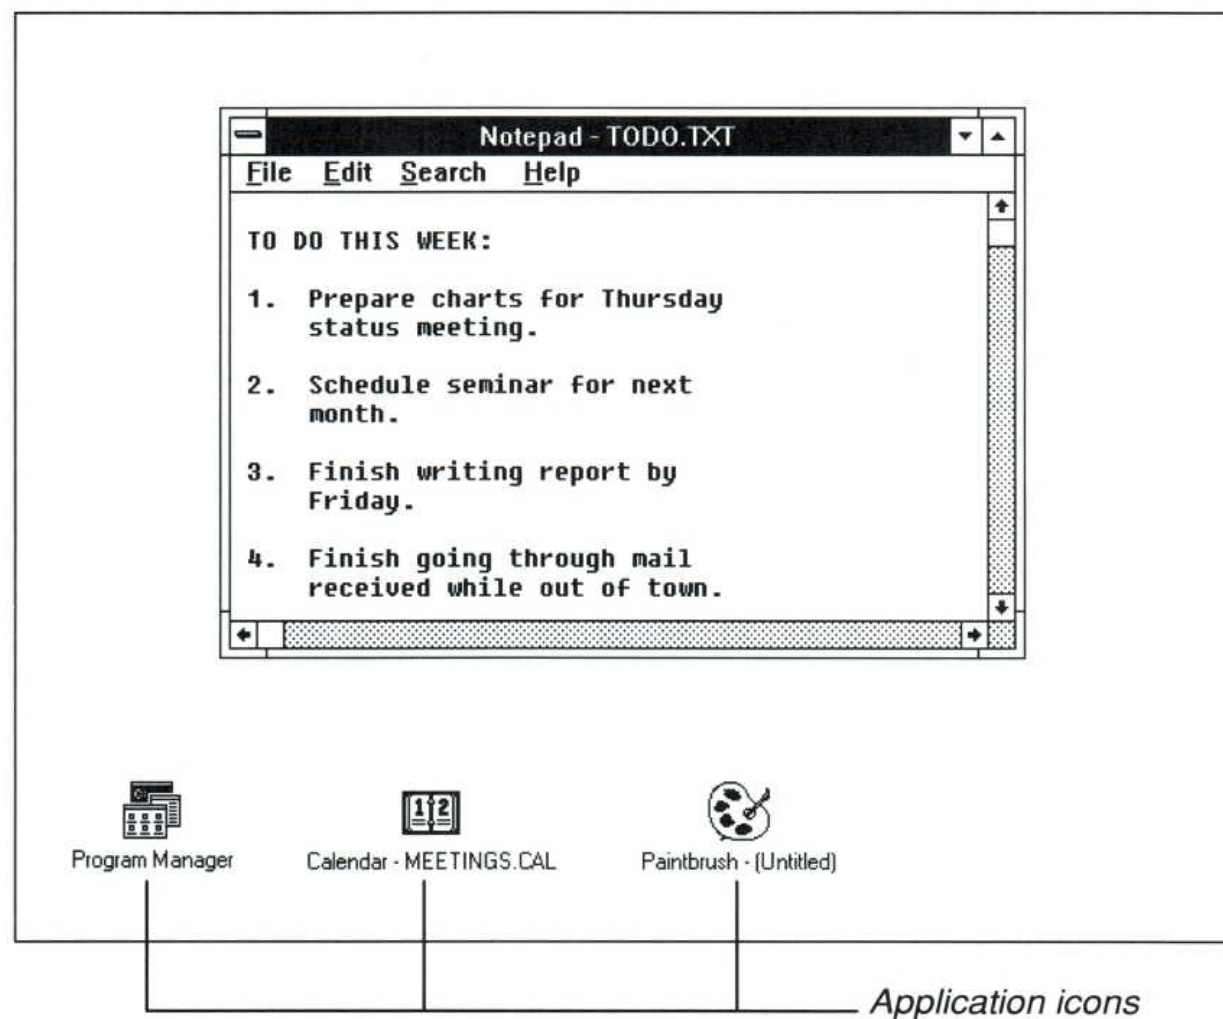 Notepad - TODO.TXT
File Edit Search Help
TO DO THIS WEEK:
1. Prepare charts for Thursday
status meeting.
2. Schedule seminar for next
month.
3. Finish writing report by
Friday.
4. Finish going through mail
received while out of town.
12
Program Manager Calendar - MEETINGS.CAL Paintbrush - (Untitled)
Application icons